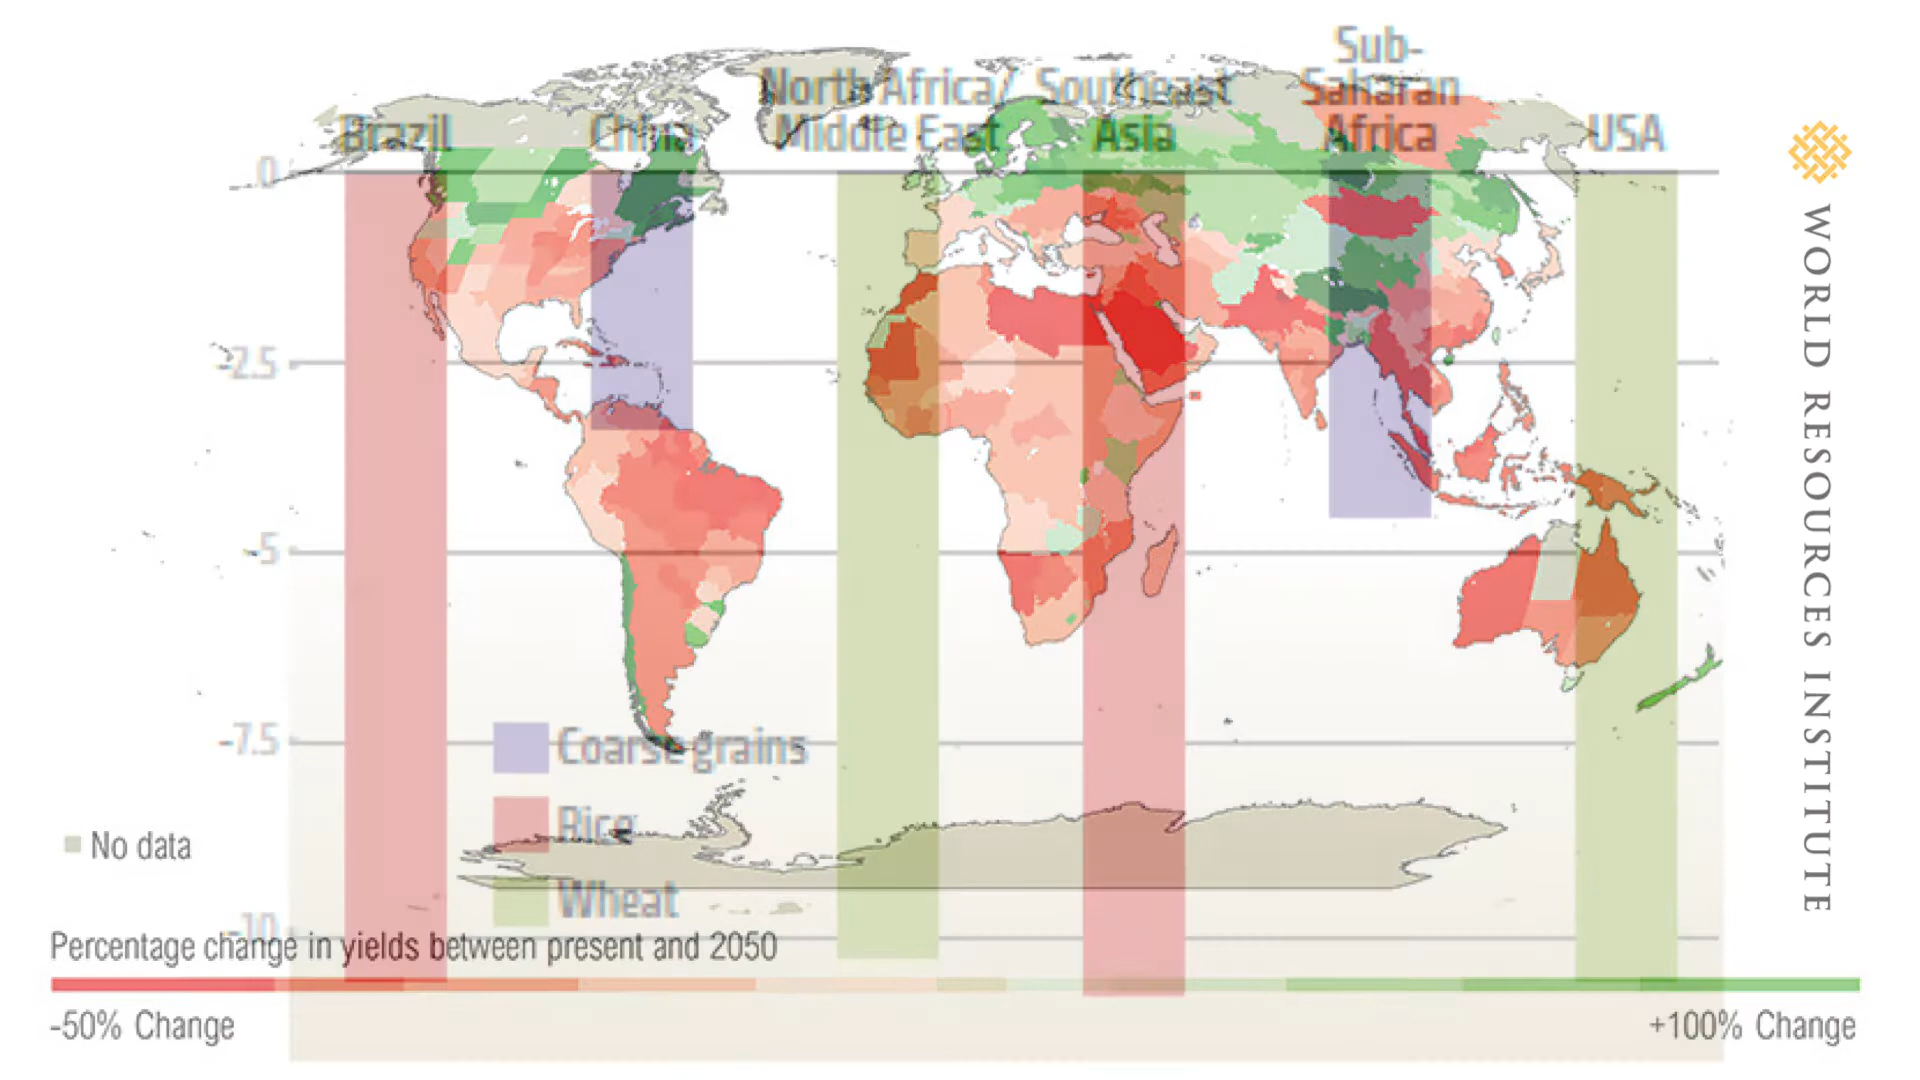 Sub-
North Africa/ Southeast Saharan
Brazil China Middle East Asia Africa USA
0
-2.5
-5
-7.5
-10
Coarse grains
Rice
Wheat
No data
Percentage change in yields between present and 2050
-50% Change
+100% Change
WORLD RESOURCES INSTITUTE